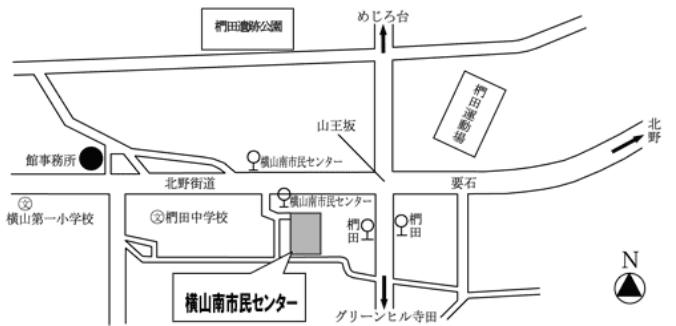 椚田遺跡公園
めじろ台
椚田運動場
北野
山王坂
館事務所
横山南市民センター
北野街道
要石
横山南市民センター
文
横山第一小学校
文椚田中学校
椚田
椚田
横山南市民センター
グリーンヒル寺田
N